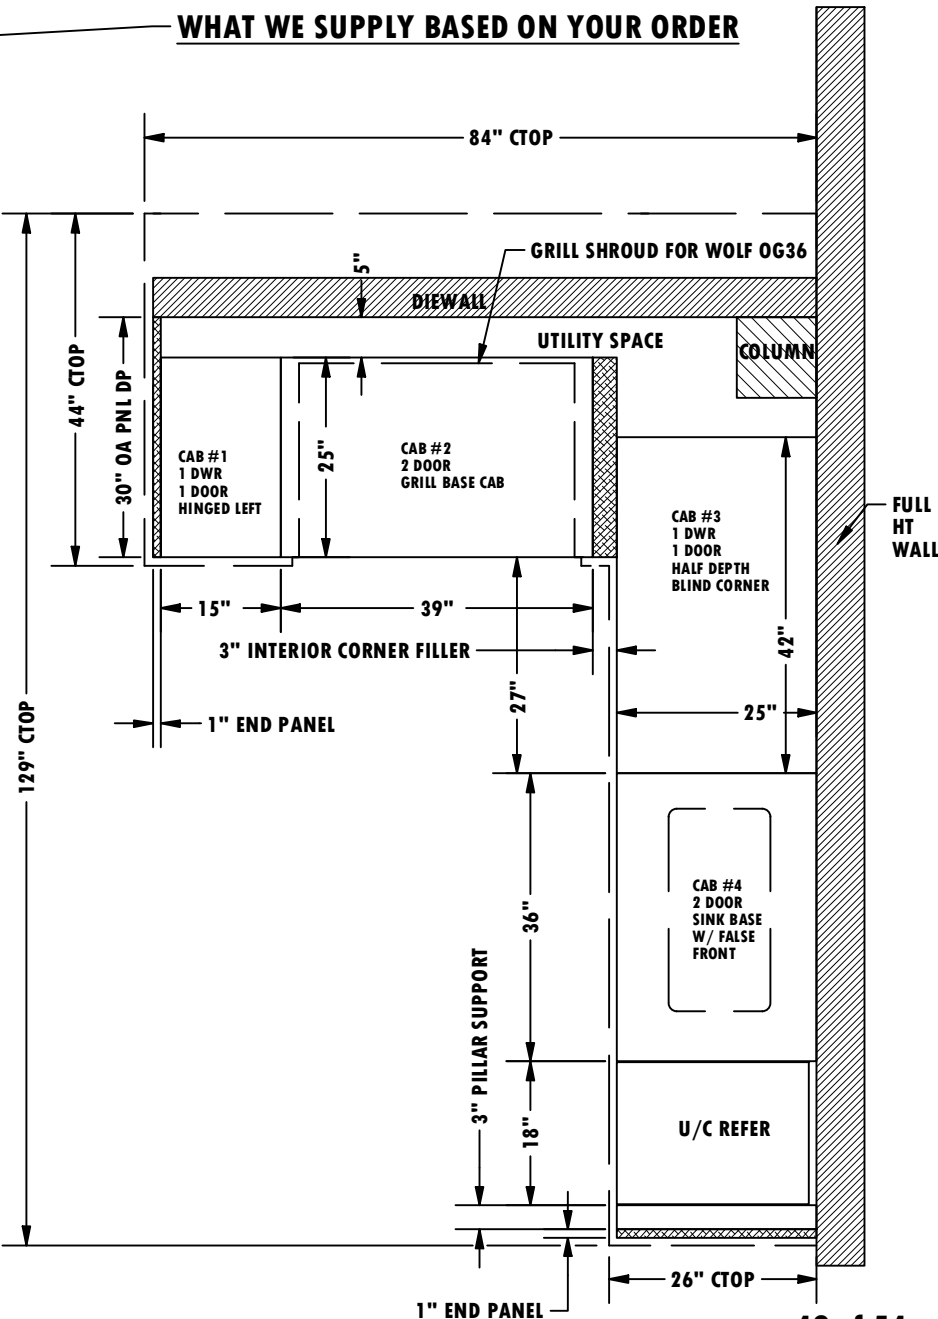 WHAT WE SUPPLY BASED ON YOUR ORDER
84" CTOP
GRILL SHROUD FOR WOLF OG36
5"
DIEWALL
UTILITY SPACE
COLUMN
44" CTOP
30" OA PNL DP
CAB #1
1 DWR
1 DOOR
HINGED LEFT
25"
CAB #2
2 DOOR
GRILL BASE CAB
CAB #3
1 DWR
1 DOOR
HALF DEPTH
BLIND CORNER
FULL
HT
WALL
15"
39"
42"
3" INTERIOR CORNER FILLER
27"
25"
1" END PANEL
129" CTOP
36"
CAB #4
2 DOOR
SINK BASE
W/ FALSE
FRONT
3" PILLAR SUPPORT
18"
U/C REFER
26" CTOP
1" END PANEL